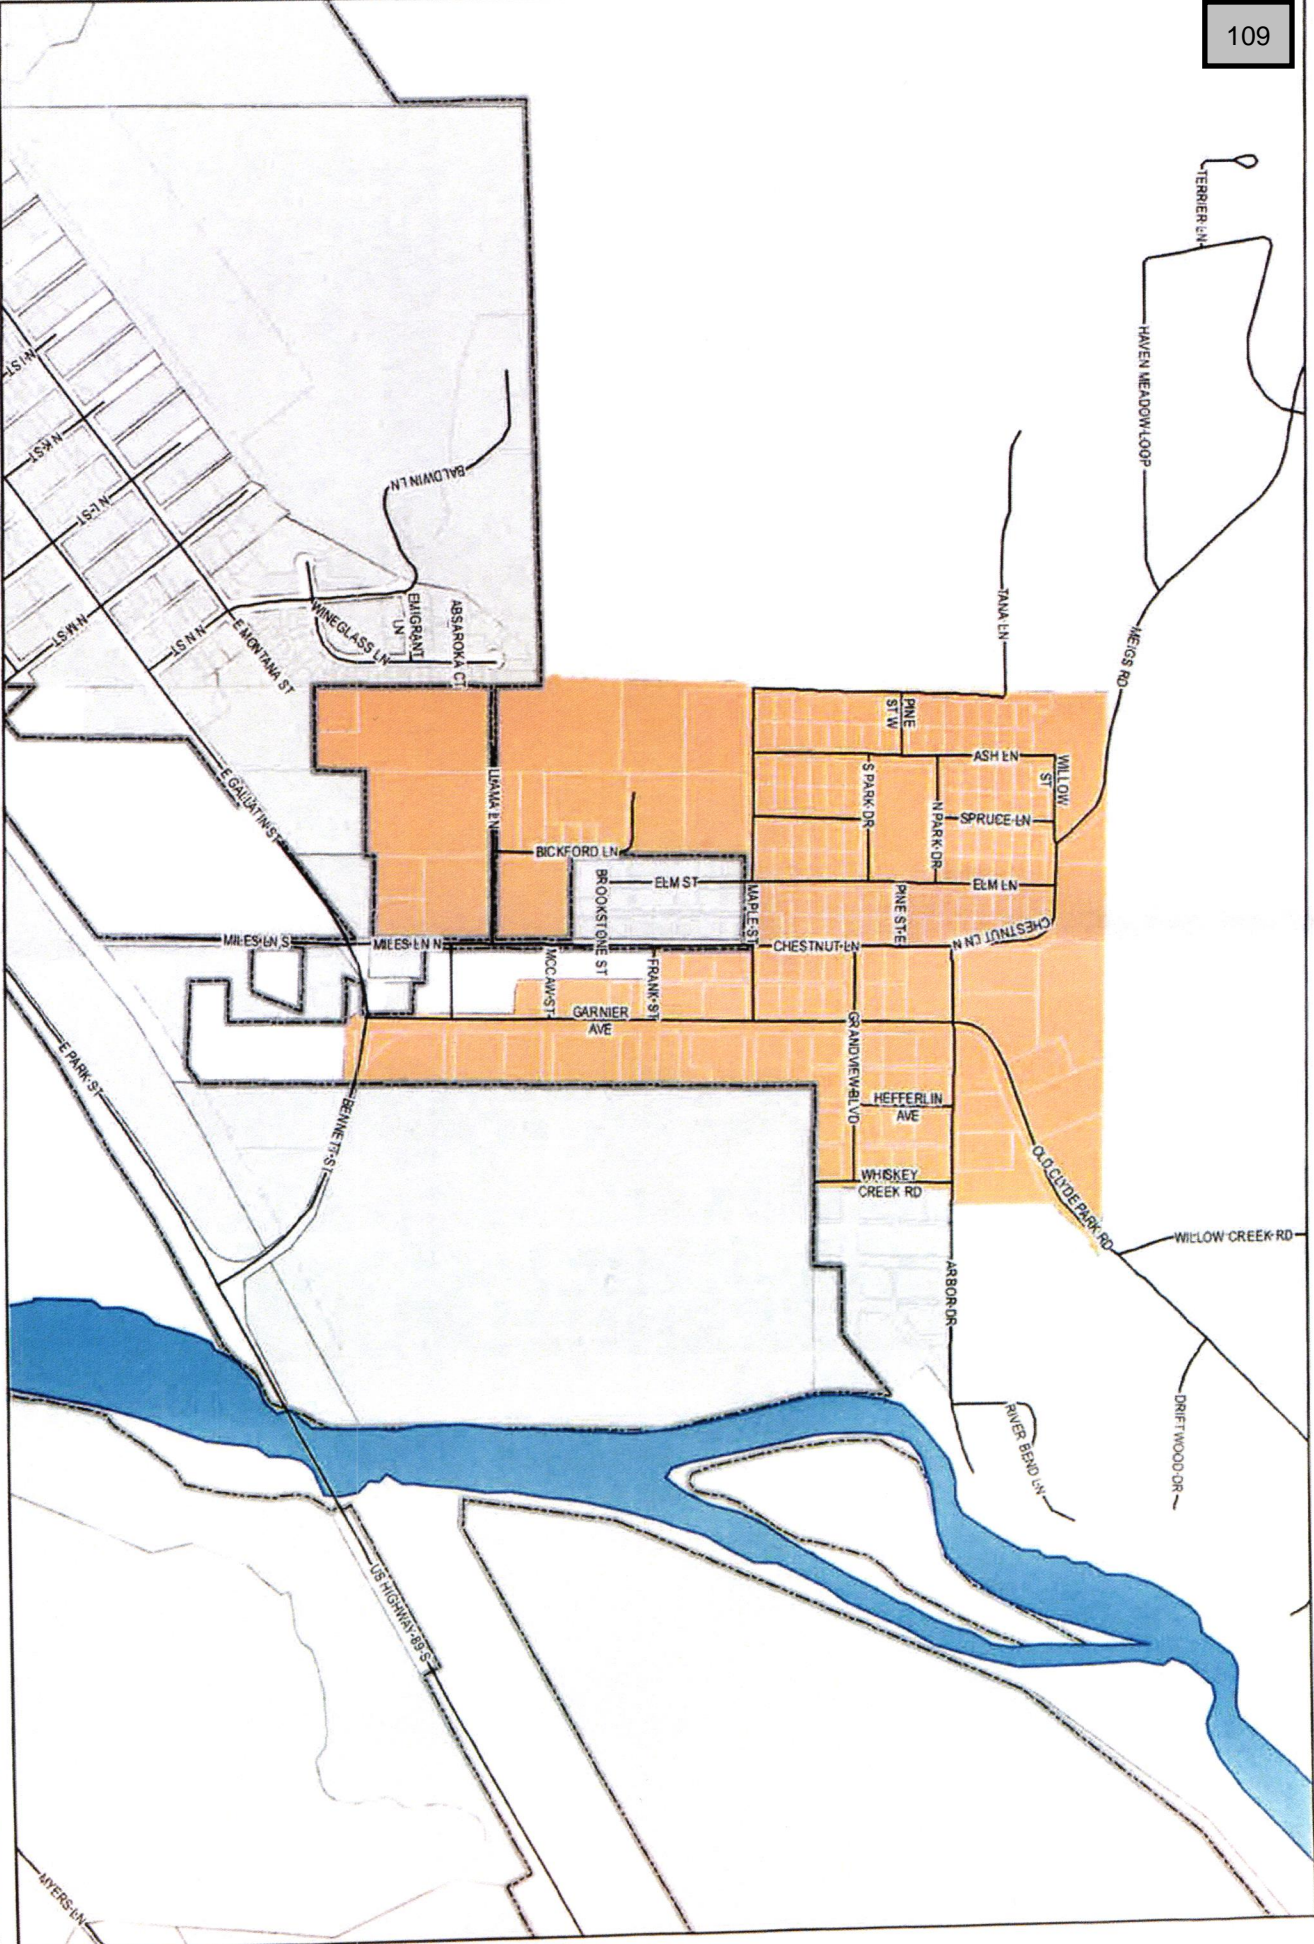 109
TERRIER LN
HAVEN MEADOW LOOP
N I ST
N K ST
BALDWIN LN
N L ST
TANA LN
MEIGS RD
N M ST
N N ST
E MONTANA ST
WINEGLASS LN
EMIGRANT
LN
ABSAROKA CT
PINE
ST W
ASH LN
WILLOW
ST
E GALLATIN ST
LLAMA LN
S PARK DR
N PARK DR
SPRUCE LN
BICKFORD LN
BROOKSTONE ST
ELM ST
MAPLE ST
PINE ST E
ELM LN
CHESTNUT LN N
MILES LN S
MILES LN N
CHESTNUT LN
MCCAW ST
FRANK ST
GARNIER
AVE
GRANDVIEW BLVD
E PARK ST
BENNETT ST
HEFFERLIN
AVE
WHISKEY
CREEK RD
OLD CLYDE PARK RD
WILLOW CREEK RD
ARBOR DR
RIVER BEND LN
DRIFTWOOD DR
US HIGHWAY 89 S
MYERS LN